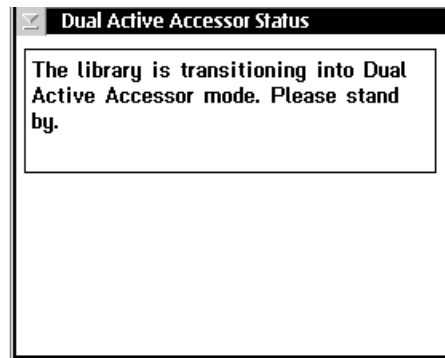 Dual Active Accessor Status
The library is transitioning into Dual
Active Accessor mode. Please stand
by.